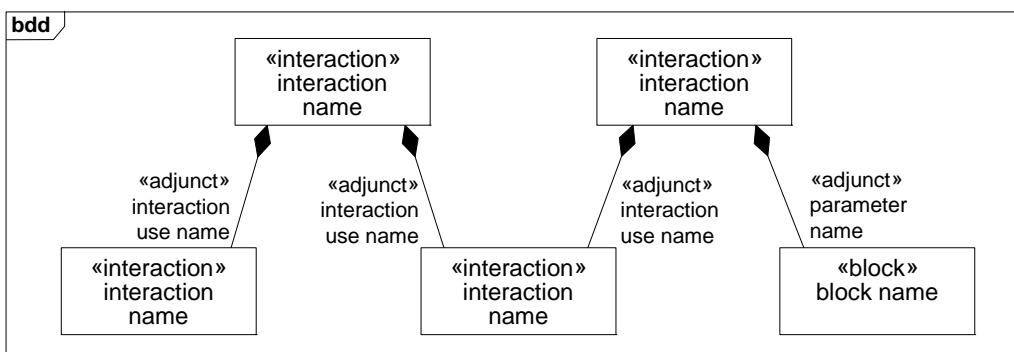 bdd
«interaction»
interaction
name
«interaction»
interaction
name
«adjunct»
interaction
use name
«adjunct»
interaction
use name
«adjunct»
interaction
use name
«adjunct»
parameter
name
«interaction»
interaction
name
«interaction»
interaction
name
«block»
block name